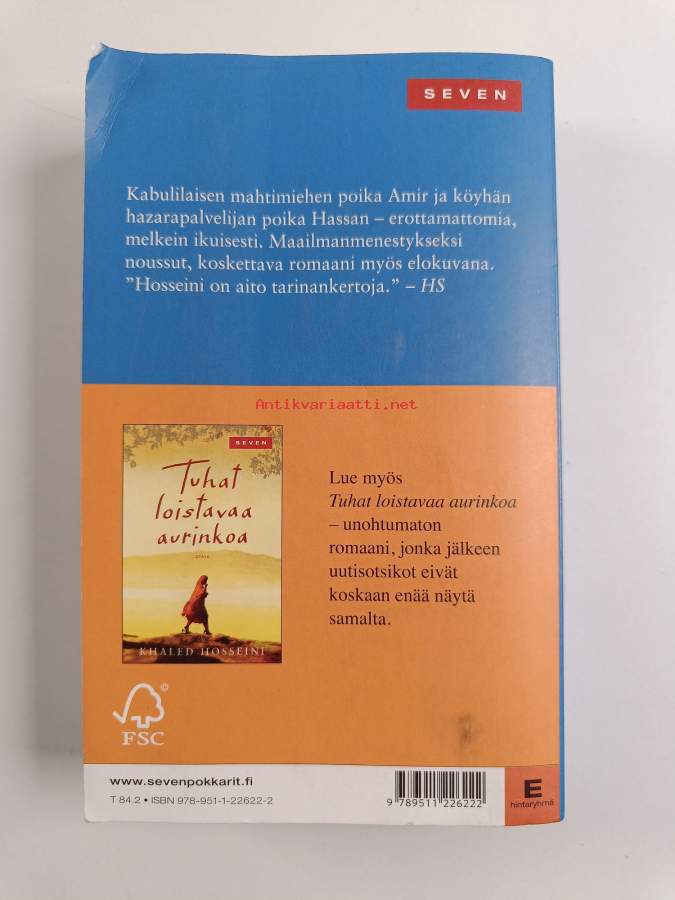 SEVEN
Kabulilaisen mahtimiehen poika Amir ja köyhän
hazarapalvelijan poika Hassan – erottamattomia,
melkein ikuisesti. Maailmanmenestykseksi
noussut, koskettava romaani myös elokuvana.
”Hosseini on aito tarinankertoja.” – HS
Antikvariaatti.net
SEVEN
Tuhat
loistavaa
aurinkoa
KHALED HOSSEINI
Lue myös
Tuhat loistavaa aurinkoa
– unohtumaton
romaani, jonka jälkeen
uutisotsikot eivät
koskaan enää näytä
samalta.
©
FSC
www.sevenpokkarit.fi
T 84.2 • ISBN 978-951-1-22622-2
9 789511 226222
E
hintaryhmä